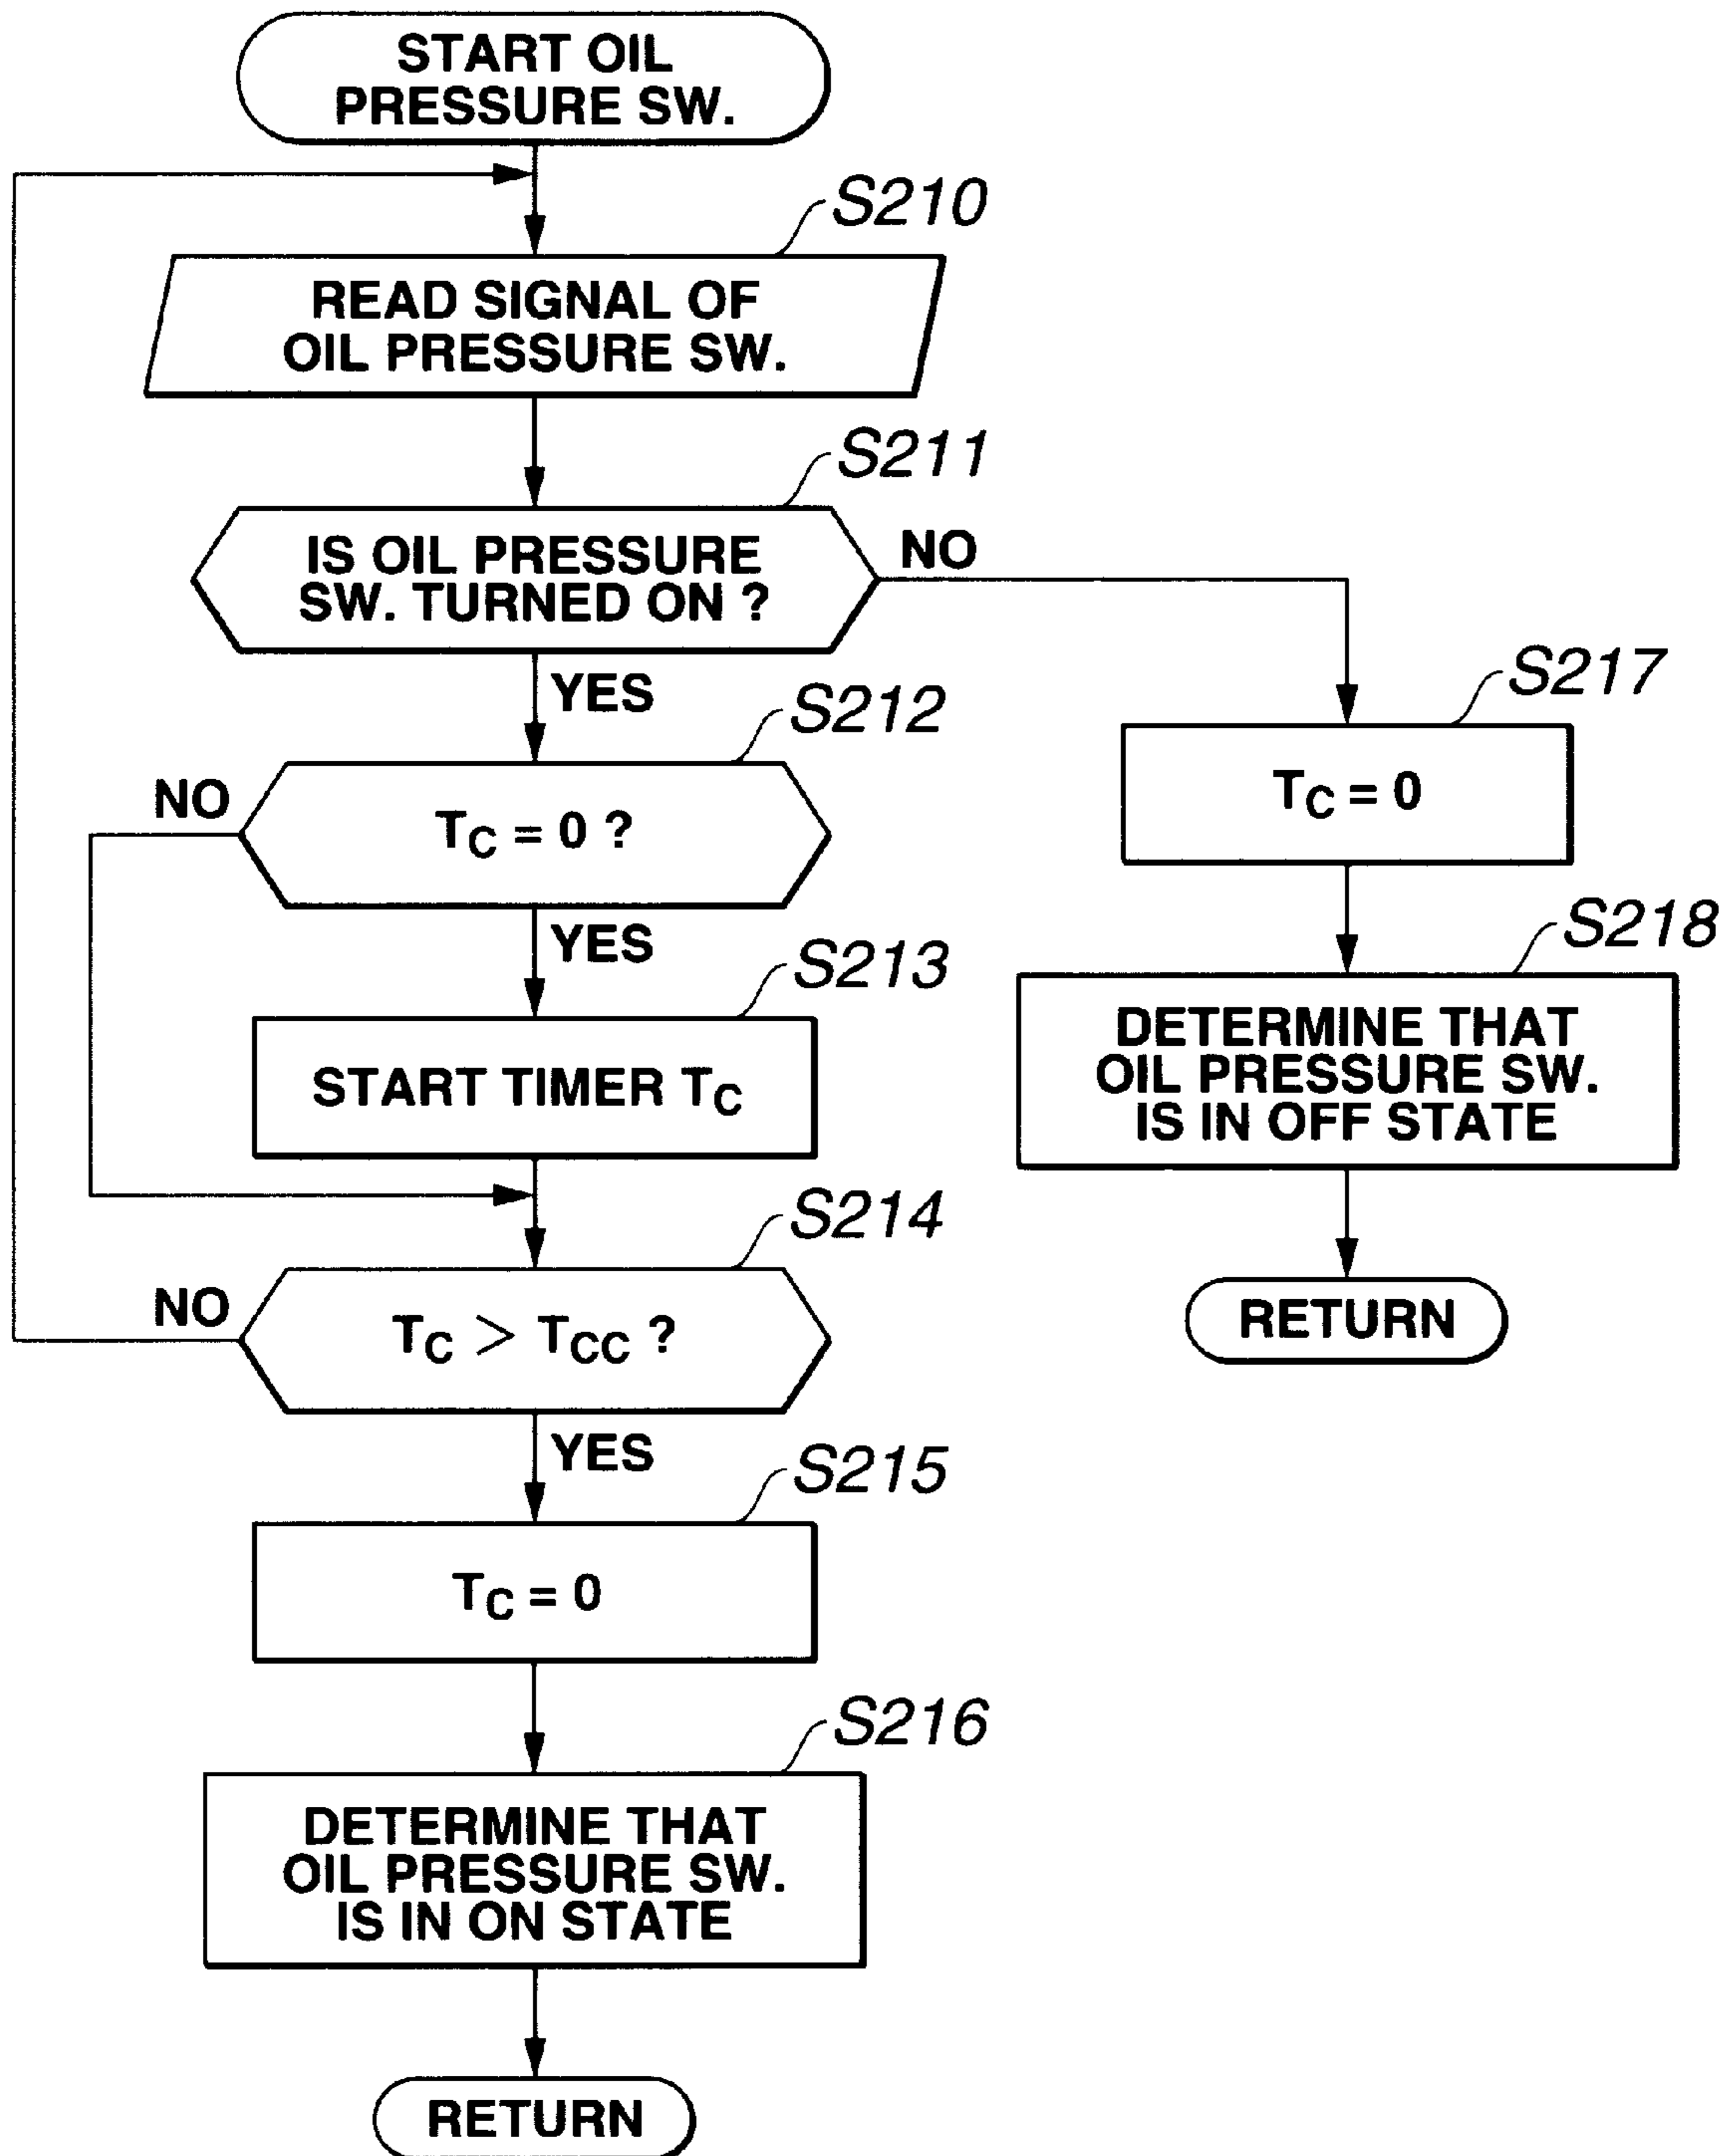 START OIL
PRESSURE SW.
S210
READ SIGNAL OF
OIL PRESSURE SW.
S211
IS OIL PRESSURE
SW. TURNED ON ?
NO
YES
S212
NO
TC = 0 ?
YES
S213
START TIMER TC
S214
NO
TC > TCC ?
YES
S215
TC = 0
S216
DETERMINE THAT
OIL PRESSURE SW.
IS IN ON STATE
RETURN
S217
TC = 0
S218
DETERMINE THAT
OIL PRESSURE SW.
IS IN OFF STATE
RETURN